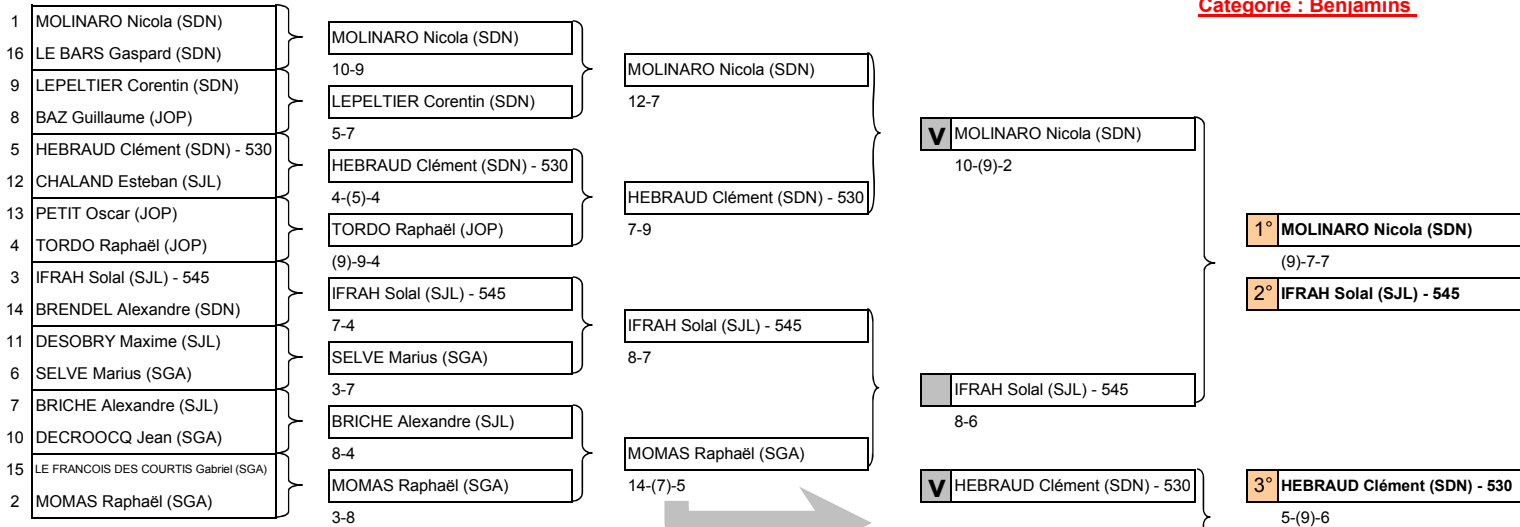 Catégorie : Benjamins
1 MOLINARO Nicola (SDN)
16 LE BARS Gaspard (SDN)
9 LEPELTIER Corentin (SDN)
8 BAZ Guillaume (JOP)
5 HEBRAUD Clément (SDN) - 530
12 CHALAND Esteban (SJL)
13 PETIT Oscar (JOP)
4 TORDO Raphaël (JOP)
3 IFRAH Solal (SJL) - 545
14 BRENDEL Alexandre (SDN)
11 DESOBRY Maxime (SJL)
6 SELVE Marius (SGA)
7 BRICHE Alexandre (SJL)
10 DECROOCQ Jean (SGA)
15 LE FRANCOIS DES COURTIS Gabriel (SGA)
2 MOMAS Raphaël (SGA)
MOLINARO Nicola (SDN)
10-9
LEPELTIER Corentin (SDN)
5-7
HEBRAUD Clément (SDN) - 530
4-(5)-4
TORDO Raphaël (JOP)
(9)-9-4
IFRAH Solal (SJL) - 545
7-4
SELVE Marius (SGA)
3-7
BRICHE Alexandre (SJL)
8-4
MOMAS Raphaël (SGA)
3-8
MOLINARO Nicola (SDN)
12-7
HEBRAUD Clément (SDN) - 530
7-9
IFRAH Solal (SJL) - 545
8-7
MOMAS Raphaël (SGA)
14-(7)-5
V MOLINARO Nicola (SDN)
10-(9)-2
IFRAH Solal (SJL) - 545
8-6
V HEBRAUD Clément (SDN) - 530
1° MOLINARO Nicola (SDN)
(9)-7-7
2° IFRAH Solal (SJL) - 545
3° HEBRAUD Clément (SDN) - 530
5-(9)-6